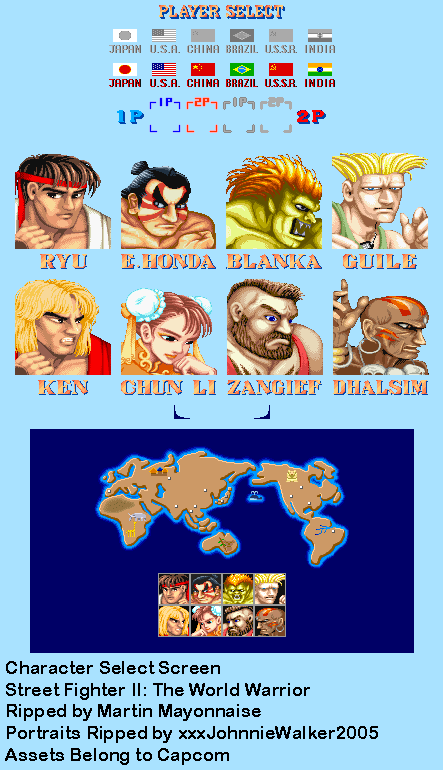 PLAYER SELECT
JAPAN U.S.A. CHINA BRAZIL U.S.S.R. INDIA
JAPAN U.S.A. CHINA BRAZIL U.S.S.R. INDIA
1P 1P 2P 1P 2P 2P
RYU E.HONDA BLANKA GUILE
KEN CHUN LI ZANGIEF DHALSIM
Character Select Screen
Street Fighter II: The World Warrior
Ripped by Martin Mayonnaise
Portraits Ripped by xxxJohnnieWalker2005
Assets Belong to Capcom